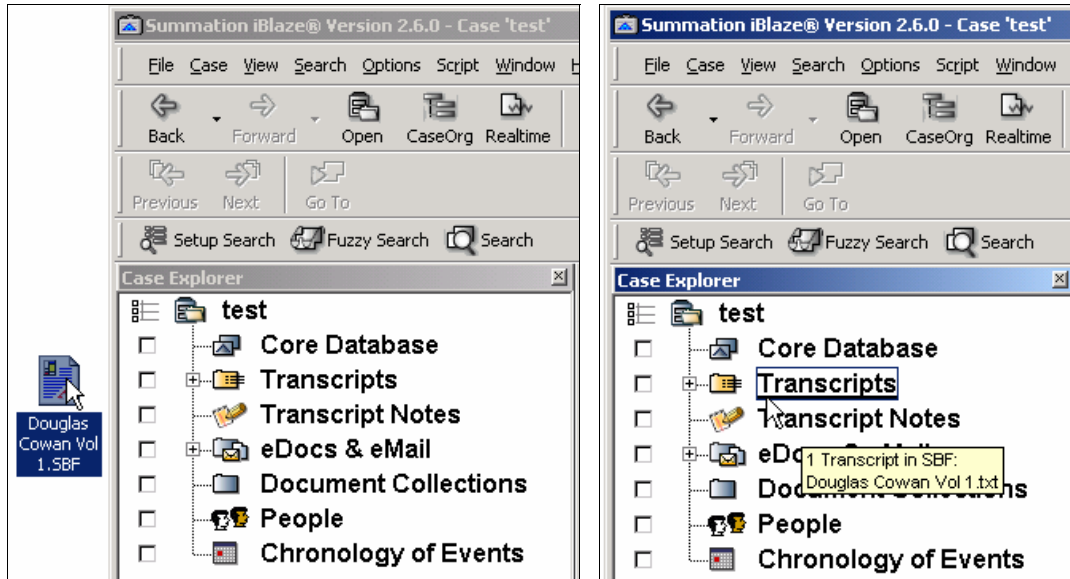 Summation iBlaze® Version 2.6.0 - Case 'test'
File Case View Search Options Script Window H
Back Forward Open CaseOrg Realtime
Previous Next Go To
Setup Search Fuzzy Search Search
Case Explorer
test
Core Database
Transcripts
Transcript Notes
eDocs & eMail
Document Collections
People
Chronology of Events
Douglas
Cowan Vol
1.SBF
Summation iBlaze® Version 2.6.0 - Case 'test'
File Case View Search Options Script Window
Back Forward Open CaseOrg Realtime
Previous Next Go To
Setup Search Fuzzy Search Search
Case Explorer
test
Core Database
Transcripts
Transcript Notes
eDocs & eMail
1 Transcript in SBF:
Douglas Cowan Vol 1.txt
Document Collections
People
Chronology of Events